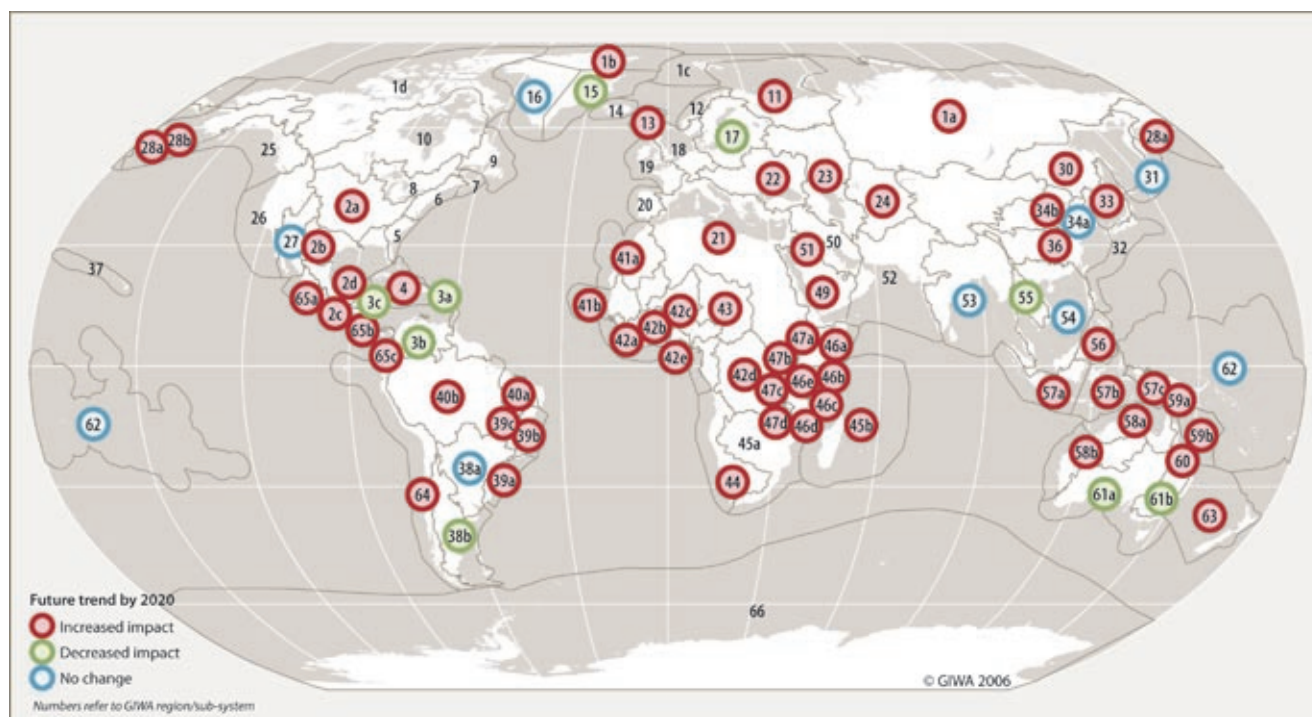 1b
1c
1d
16
15
14
12
11
13
17
1a
28a
28b
25
10
9
18
19
22
23
24
30
28a
31
8
7
6
2a
26
20
34b
33
34a
27
2b
5
21
51
50
36
32
37
41a
52
2d
4
3a
65a
3c
2c
41b
49
53
55
54
42c
43
42b
42a
65b
3b
65c
42e
47a
46a
47b
56
62
42d
46e
46b
47c
46c
40b
40a
57a
57b
57c
59a
62
39c
39b
47d
46d
45b
58a
59b
45a
58b
60
38a
39a
64
44
61a
61b
63
38b
66
Future trend by 2020
Increased impact
Decreased impact
No change
Numbers refer to GIWA region/sub-system
© GIWA 2006